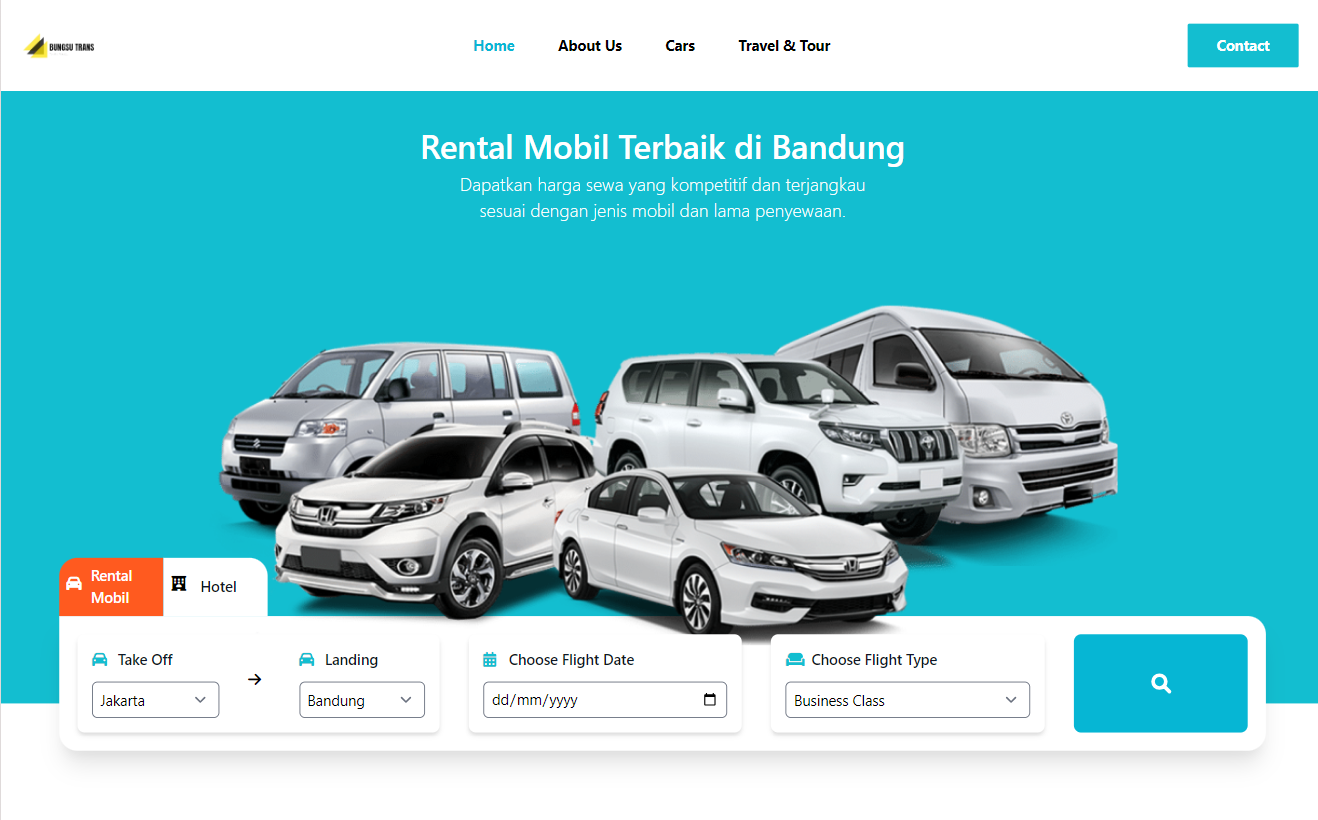 BUNGSU TRANS
Home
About Us
Cars
Travel & Tour
Contact
Rental Mobil Terbaik di Bandung
Dapatkan harga sewa yang kompetitif dan terjangkau
sesuai dengan jenis mobil dan lama penyewaan.
Rental
Mobil
Hotel
Take Off
Landing
Choose Flight Date
Choose Flight Type
Jakarta
Bandung
dd/mm/yyyy
Business Class